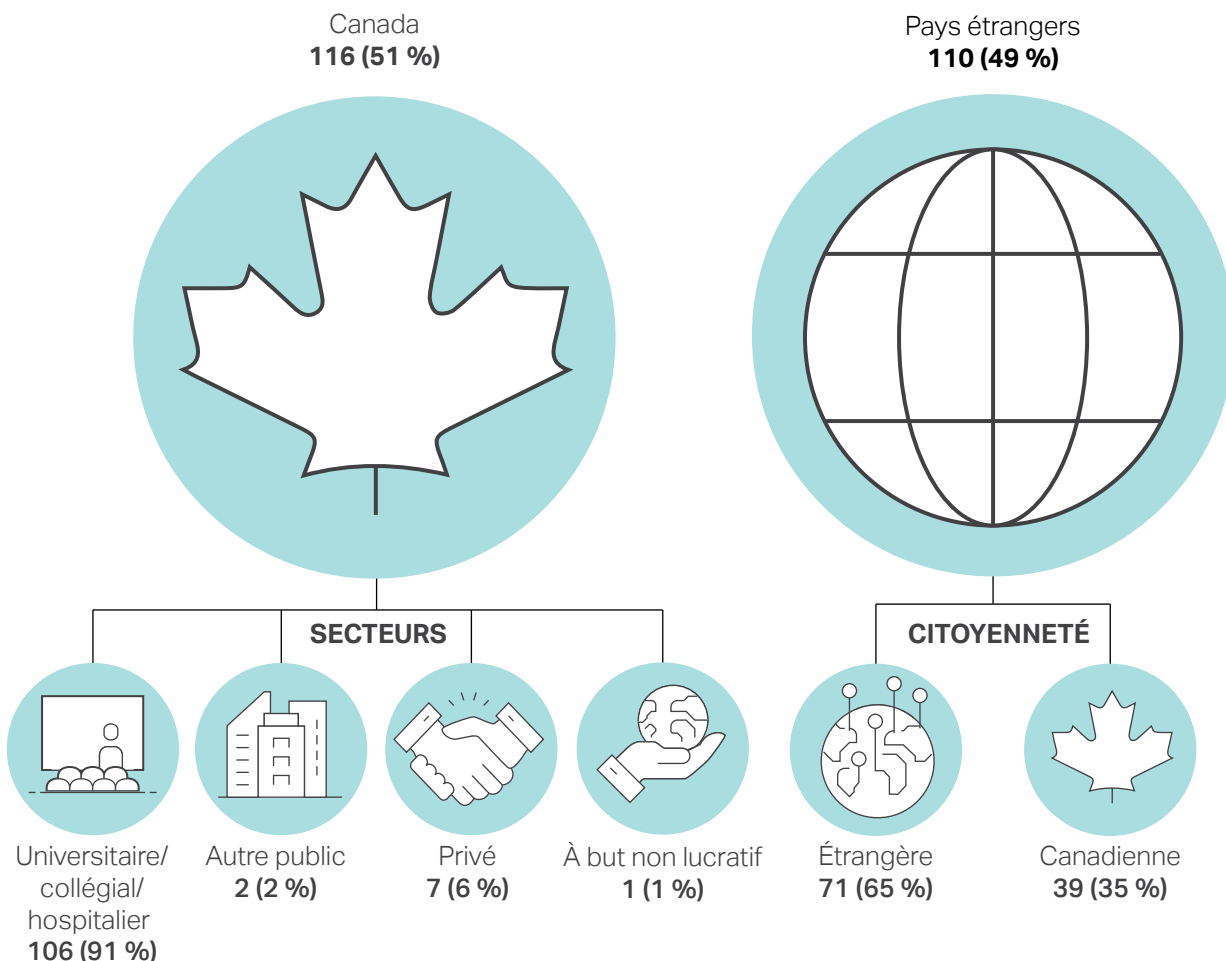 Canada
116 (51 %)
Pays étrangers
110 (49 %)
SECTEURS
CITOYENNETÉ
Universitaire/
collégial/
hospitalier
106 (91 %)
Autre public
2 (2 %)
Privé
7 (6 %)
À but non lucratif
1 (1 %)
Étrangère
71 (65 %)
Canadienne
39 (35 %)